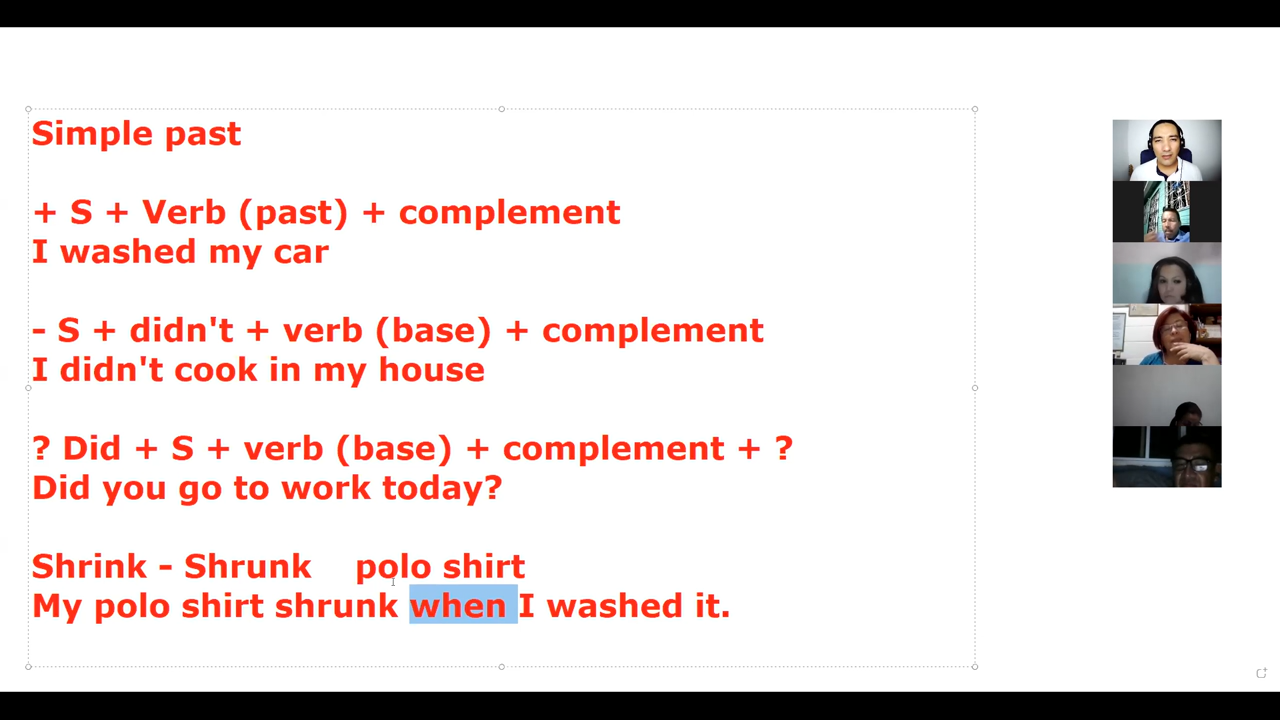 Simple past
+ S + Verb (past) + complement
I washed my car
- S + didn't + verb (base) + complement
I didn't cook in my house
? Did + S + verb (base) + complement + ?
Did you go to work today?
Shrink - Shrunk polo shirt
My polo shirt shrunk when I washed it.